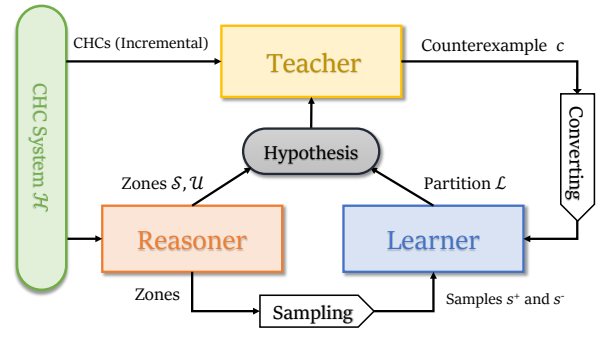 CHC System ℋ
CHCs (Incremental)
Teacher
Counterexample c
Converting
Hypothesis
Zones 𝒮, 𝒰
Partition ℒ
Reasoner
Learner
Zones
Sampling
Samples s⁺ and s⁻